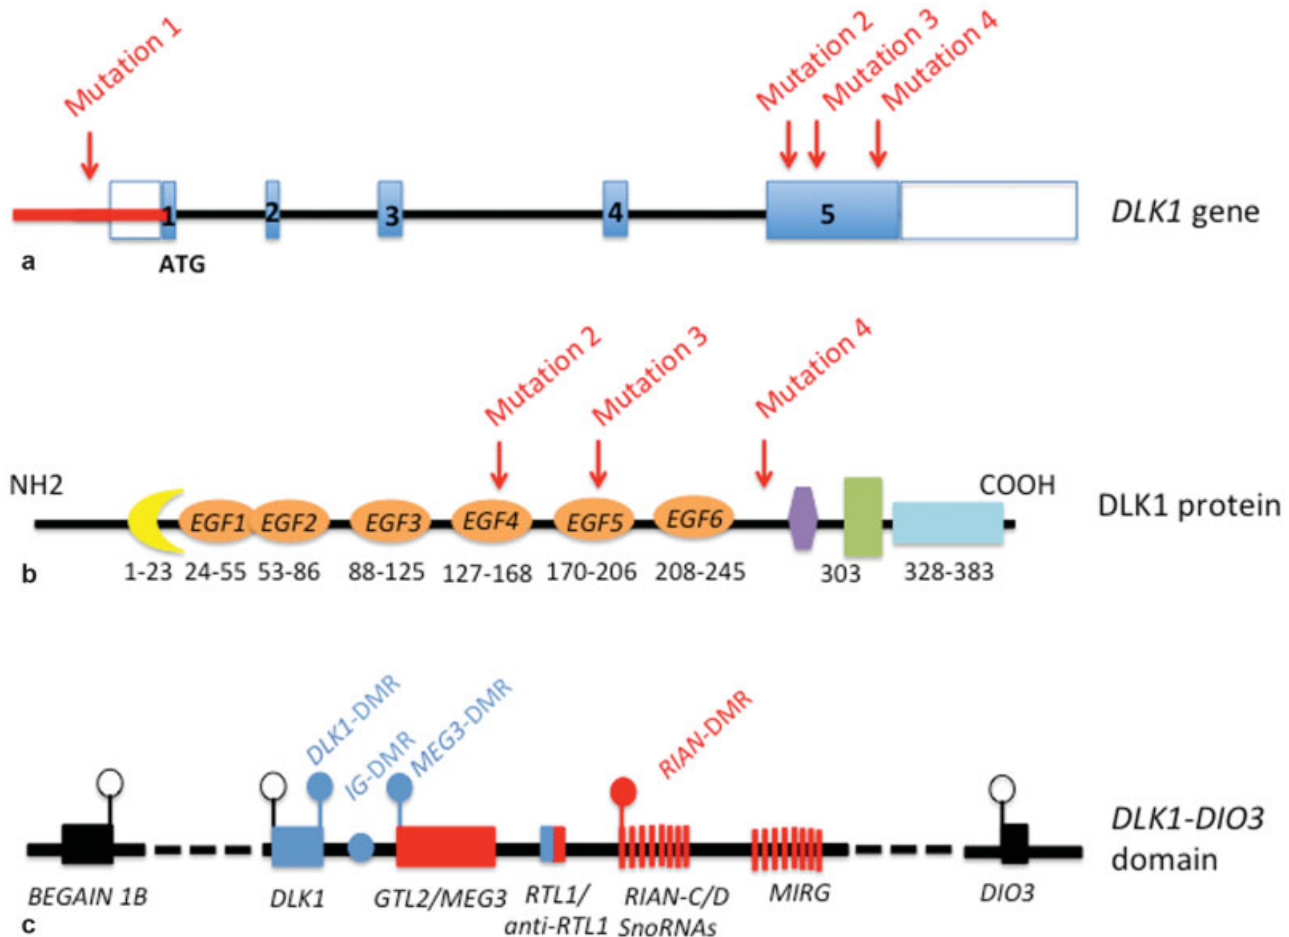 Mutation 1
Mutation 2
Mutation 3
Mutation 4
1
2
3
4
5
DLK1 gene
a
ATG
Mutation 2
Mutation 3
Mutation 4
NH2
COOH
EGF1
EGF2
EGF3
EGF4
EGF5
EGF6
DLK1 protein
b
1-23
24-55
53-86
88-125
127-168
170-206
208-245
303
328-383
DLK1-DMR
IG-DMR
MEG3-DMR
RIAN-DMR
DLK1-DIO3
domain
BEGAIN 1B
DLK1
GTL2/MEG3
RTL1/
anti-RTL1
RIAN-C/D
SnoRNAs
MIRG
DIO3
c